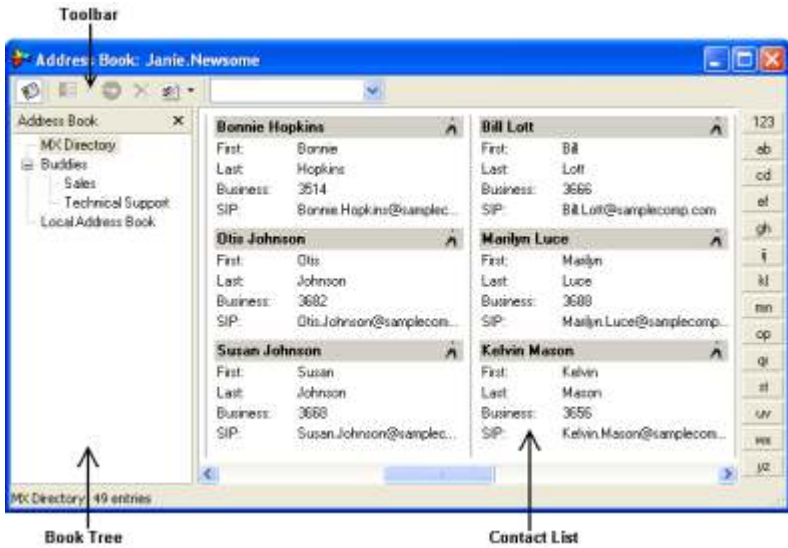 Toolbar
Address Book: Janie.Newsome
Address Book
MX Directory
Buddies
Sales
Technical Support
Local Address Book
Bonnie Hopkins
First: Bonnie
Last: Hopkins
Business: 3514
SIP: Bonnie.Hopkins@samplec...
Bill Lott
First: Bill
Last: Lott
Business: 3666
SIP: Bill.Lott@samplecomp.com
Otis Johnson
First: Otis
Last: Johnson
Business: 3682
SIP: Otis.Johnson@samplecom...
Marilyn Luce
First: Marilyn
Last: Luce
Business: 3688
SIP: Marilyn.Luce@samplecomp...
Susan Johnson
First: Susan
Last: Johnson
Business: 3668
SIP: Susan.Johnson@samplec...
Kelvin Mason
First: Kelvin
Last: Mason
Business: 3656
SIP: Kelvin.Mason@samplecom...
123
ab
cd
ef
gh
ij
kl
mn
op
qr
st
uv
wx
yz
MX Directory: 49 entries
Book Tree
Contact List